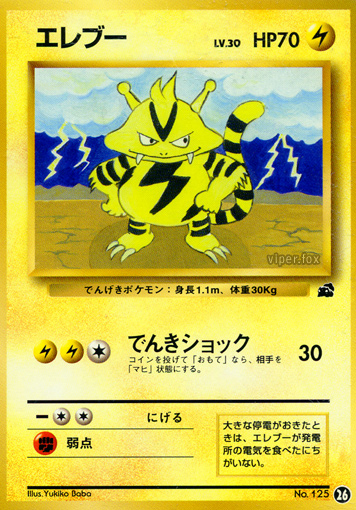 エレブー LV.30 HP70
viper.fox
でんげきポケモン：身長1.1m、体重30Kg
でんきショック 30
コインを投げて「おもて」なら、相手を
「マヒ」状態にする。
ー にげる
弱点
大きな停電がおきたと
きは、エレブーが発電
所の電気を食べたにち
がいない。
Illus.Yukiko Baba
No. 125 26